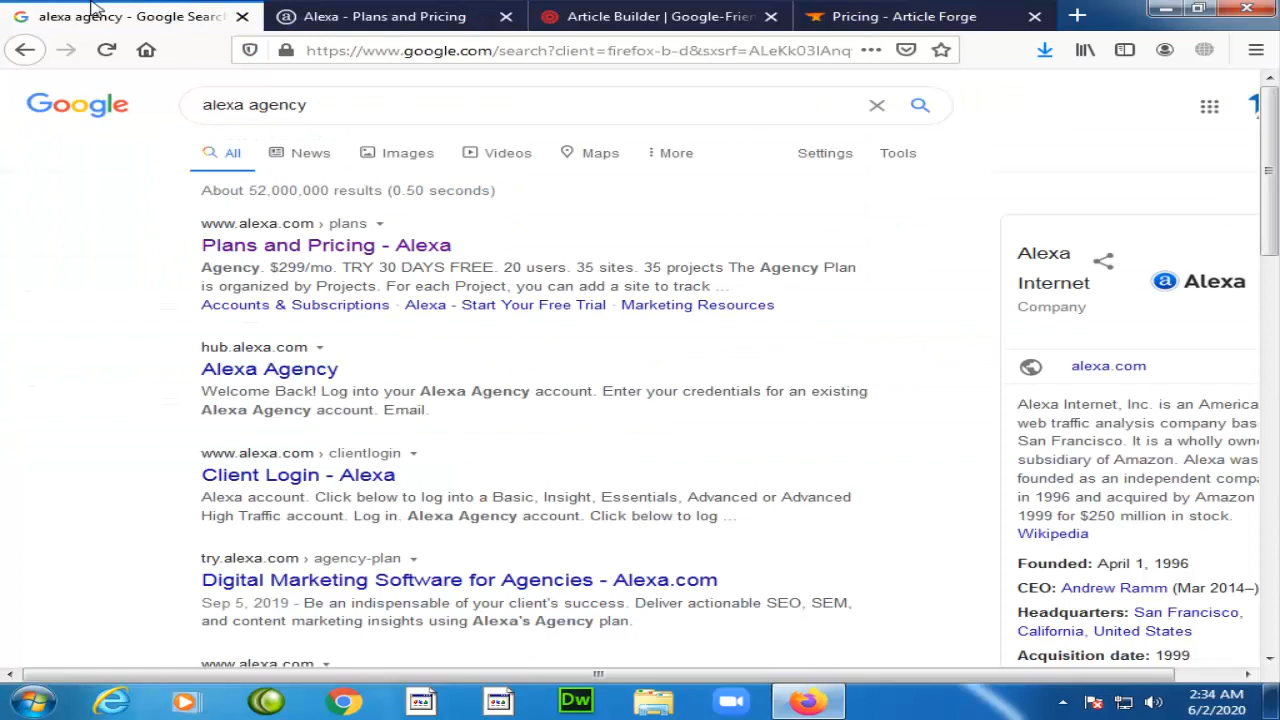 alexa agency - Google Searc
Alexa - Plans and Pricing
Article Builder | Google-Frien
Pricing - Article Forge
https://www.google.com/search?client=firefox-b-d&sxsrf=ALeKk03IAnq
Google
alexa agency
All
News
Images
Videos
Maps
More
Settings
Tools
About 52,000,000 results (0.50 seconds)
www.alexa.com › plans
Plans and Pricing - Alexa
Agency. $299/mo. TRY 30 DAYS FREE. 20 users. 35 sites. 35 projects The Agency Plan
is organized by Projects. For each Project, you can add a site to track ...
Accounts & Subscriptions · Alexa - Start Your Free Trial · Marketing Resources
hub.alexa.com
Alexa Agency
Welcome Back! Log into your Alexa Agency account. Enter your credentials for an existing
Alexa Agency account. Email.
www.alexa.com › clientlogin
Client Login - Alexa
Alexa account. Click below to log into a Basic, Insight, Essentials, Advanced or Advanced
High Traffic account. Log in. Alexa Agency account. Click below to log ...
try.alexa.com › agency-plan
Digital Marketing Software for Agencies - Alexa.com
Sep 5, 2019 - Be an indispensable of your client's success. Deliver actionable SEO, SEM,
and content marketing insights using Alexa's Agency plan.
www.alexa.com
Alexa
Internet
Company
a Alexa
alexa.com
Alexa Internet, Inc. is an America
web traffic analysis company bas
San Francisco. It is a wholly own
subsidiary of Amazon. Alexa was
founded as an independent compa
in 1996 and acquired by Amazon
1999 for $250 million in stock.
Wikipedia
Founded: April 1, 1996
CEO: Andrew Ramm (Mar 2014–)
Headquarters: San Francisco,
California, United States
Acquisition date: 1999
Dw
2:34 AM
6/2/2020